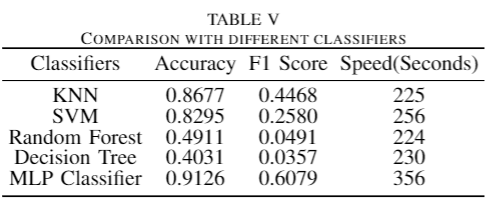 TABLE V
COMPARISON WITH DIFFERENT CLASSIFIERS
Classifiers Accuracy F1 Score Speed(Seconds)
KNN 0.8677 0.4468 225
SVM 0.8295 0.2580 256
Random Forest 0.4911 0.0491 224
Decision Tree 0.4031 0.0357 230
MLP Classifier 0.9126 0.6079 356